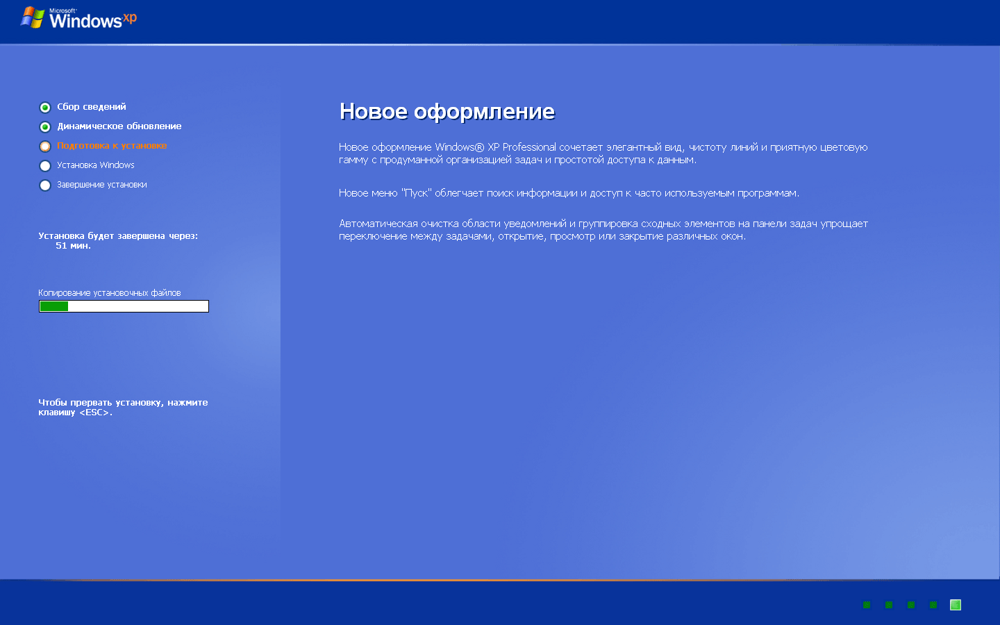 Microsoft®
Windows xp
Сбор сведений
Динамическое обновление
Подготовка к установке
Установка Windows
Завершение установки
Установка будет завершена через:
51 мин.
Копирование установочных файлов
Чтобы прервать установку, нажмите
клавишу <ESC>.
Новое оформление
Новое оформление Windows® XP Professional сочетает элегантный вид, чистоту линий и приятную цветовую
гамму с продуманной организацией задач и простотой доступа к данным.
Новое меню "Пуск" облегчает поиск информации и доступ к часто используемым программам.
Автоматическая очистка области уведомлений и группировка сходных элементов на панели задач упрощает
переключение между задачами, открытие, просмотр или закрытие различных окон.